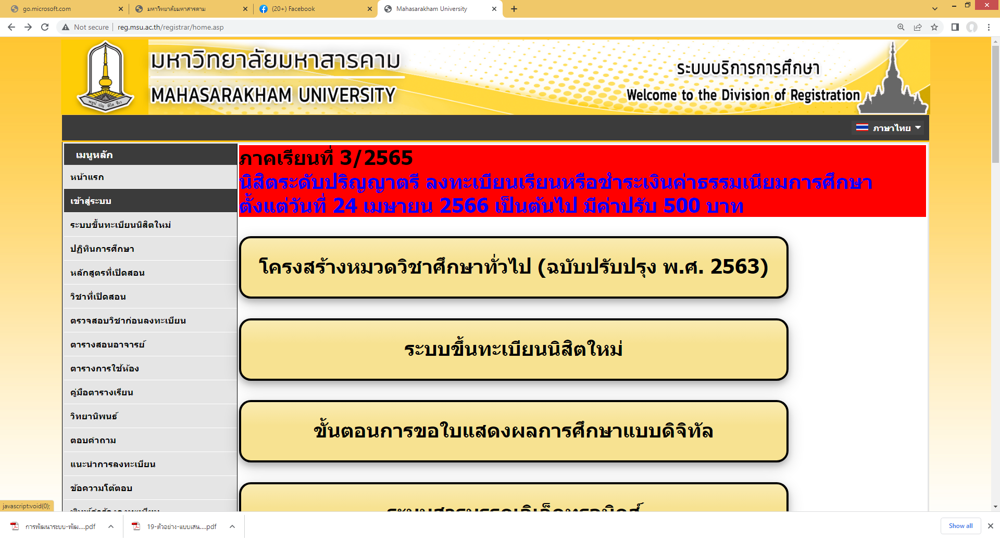 go.microsoft.com
มหาวิทยาลัยมหาสารคาม
(20+) Facebook
Mahasarakham University
Not secure
reg.msu.ac.th/registrar/home.asp
มหาวิทยาลัยมหาสารคาม
MAHASARAKHAM UNIVERSITY
ระบบบริการการศึกษา
Welcome to the Division of Registration
ภาษาไทย
เมนูหลัก
หน้าแรก
เข้าสู่ระบบ
ระบบขึ้นทะเบียนนิสิตใหม่
ปฏิทินการศึกษา
หลักสูตรที่เปิดสอน
วิชาที่เปิดสอน
ตรวจสอบวิชาก่อนลงทะเบียน
ตารางสอนอาจารย์
ตารางการใช้ห้อง
คู่มือตารางเรียน
วิทยานิพนธ์
ตอบคำถาม
แนะนำการลงทะเบียน
ข้อความโต้ตอบ
ภาคเรียนที่ 3/2565
นิสิตระดับปริญญาตรี ลงทะเบียนเรียนหรือชำระเงินค่าธรรมเนียมการศึกษา
ตั้งแต่วันที่ 24 เมษายน 2566 เป็นต้นไป มีค่าปรับ 500 บาท
โครงสร้างหมวดวิชาศึกษาทั่วไป (ฉบับปรับปรุง พ.ศ. 2563)
ระบบขึ้นทะเบียนนิสิตใหม่
ขั้นตอนการขอใบแสดงผลการศึกษาแบบดิจิทัล
ระบบสารบรรณอิเล็กทรอนิกส์
javascript:void(0);
การพัฒนาระบบ-พัฒ....pdf
19-ตัวอย่าง-แบบเสน....pdf
Show all